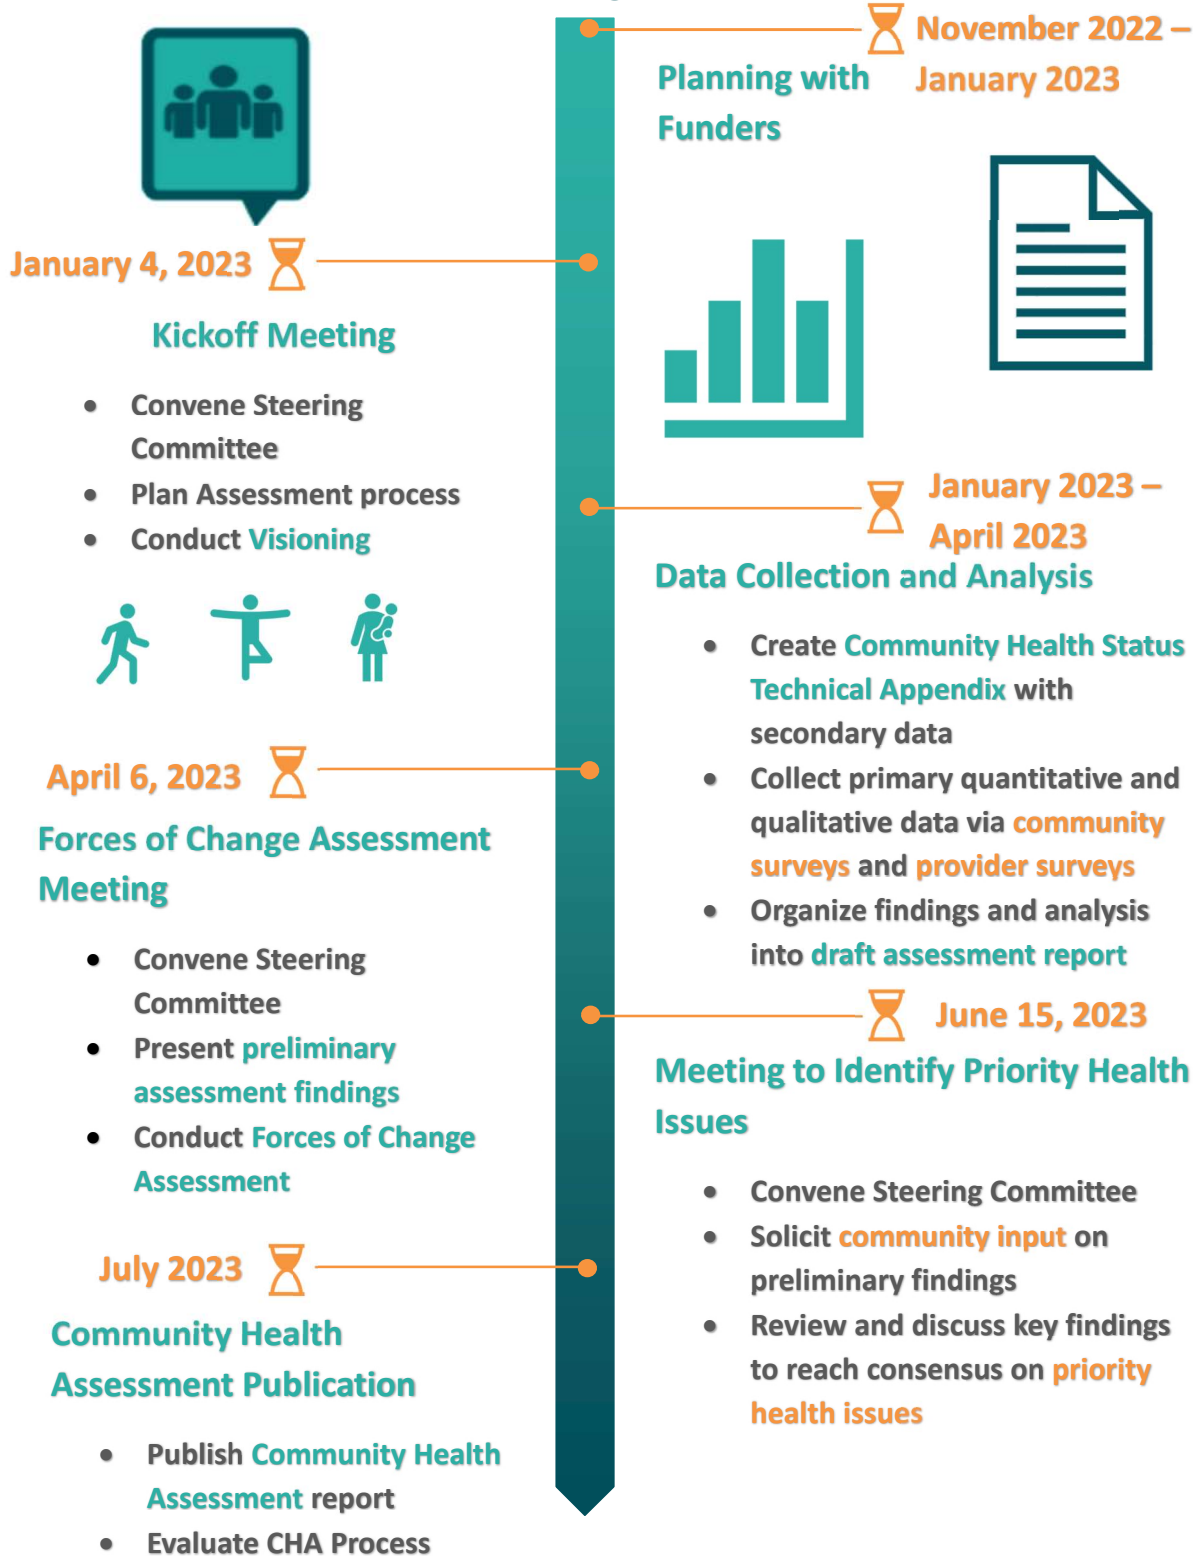 November 2022 –
January 2023
Planning with
Funders
January 4, 2023
Kickoff Meeting
• Convene Steering
Committee
• Plan Assessment process
• Conduct Visioning
January 2023 –
April 2023
Data Collection and Analysis
• Create Community Health Status
Technical Appendix with
secondary data
• Collect primary quantitative and
qualitative data via community
surveys and provider surveys
• Organize findings and analysis
into draft assessment report
April 6, 2023
Forces of Change Assessment
Meeting
• Convene Steering
Committee
• Present preliminary
assessment findings
• Conduct Forces of Change
Assessment
June 15, 2023
Meeting to Identify Priority Health
Issues
• Convene Steering Committee
• Solicit community input on
preliminary findings
• Review and discuss key findings
to reach consensus on priority
health issues
July 2023
Community Health
Assessment Publication
• Publish Community Health
Assessment report
• Evaluate CHA Process